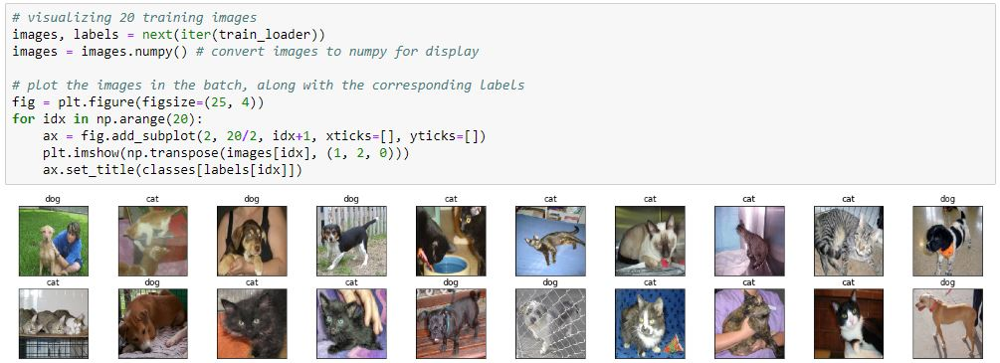 # visualizing 20 training images
images, labels = next(iter(train_loader))
images = images.numpy() # convert images to numpy for display
# plot the images in the batch, along with the corresponding labels
fig = plt.figure(figsize=(25, 4))
for idx in np.arange(20):
    ax = fig.add_subplot(2, 20/2, idx+1, xticks=[], yticks=[])
    plt.imshow(np.transpose(images[idx], (1, 2, 0)))
    ax.set_title(classes[labels[idx]])
dog cat dog dog cat cat cat cat cat dog
cat dog cat cat dog dog cat cat cat dog